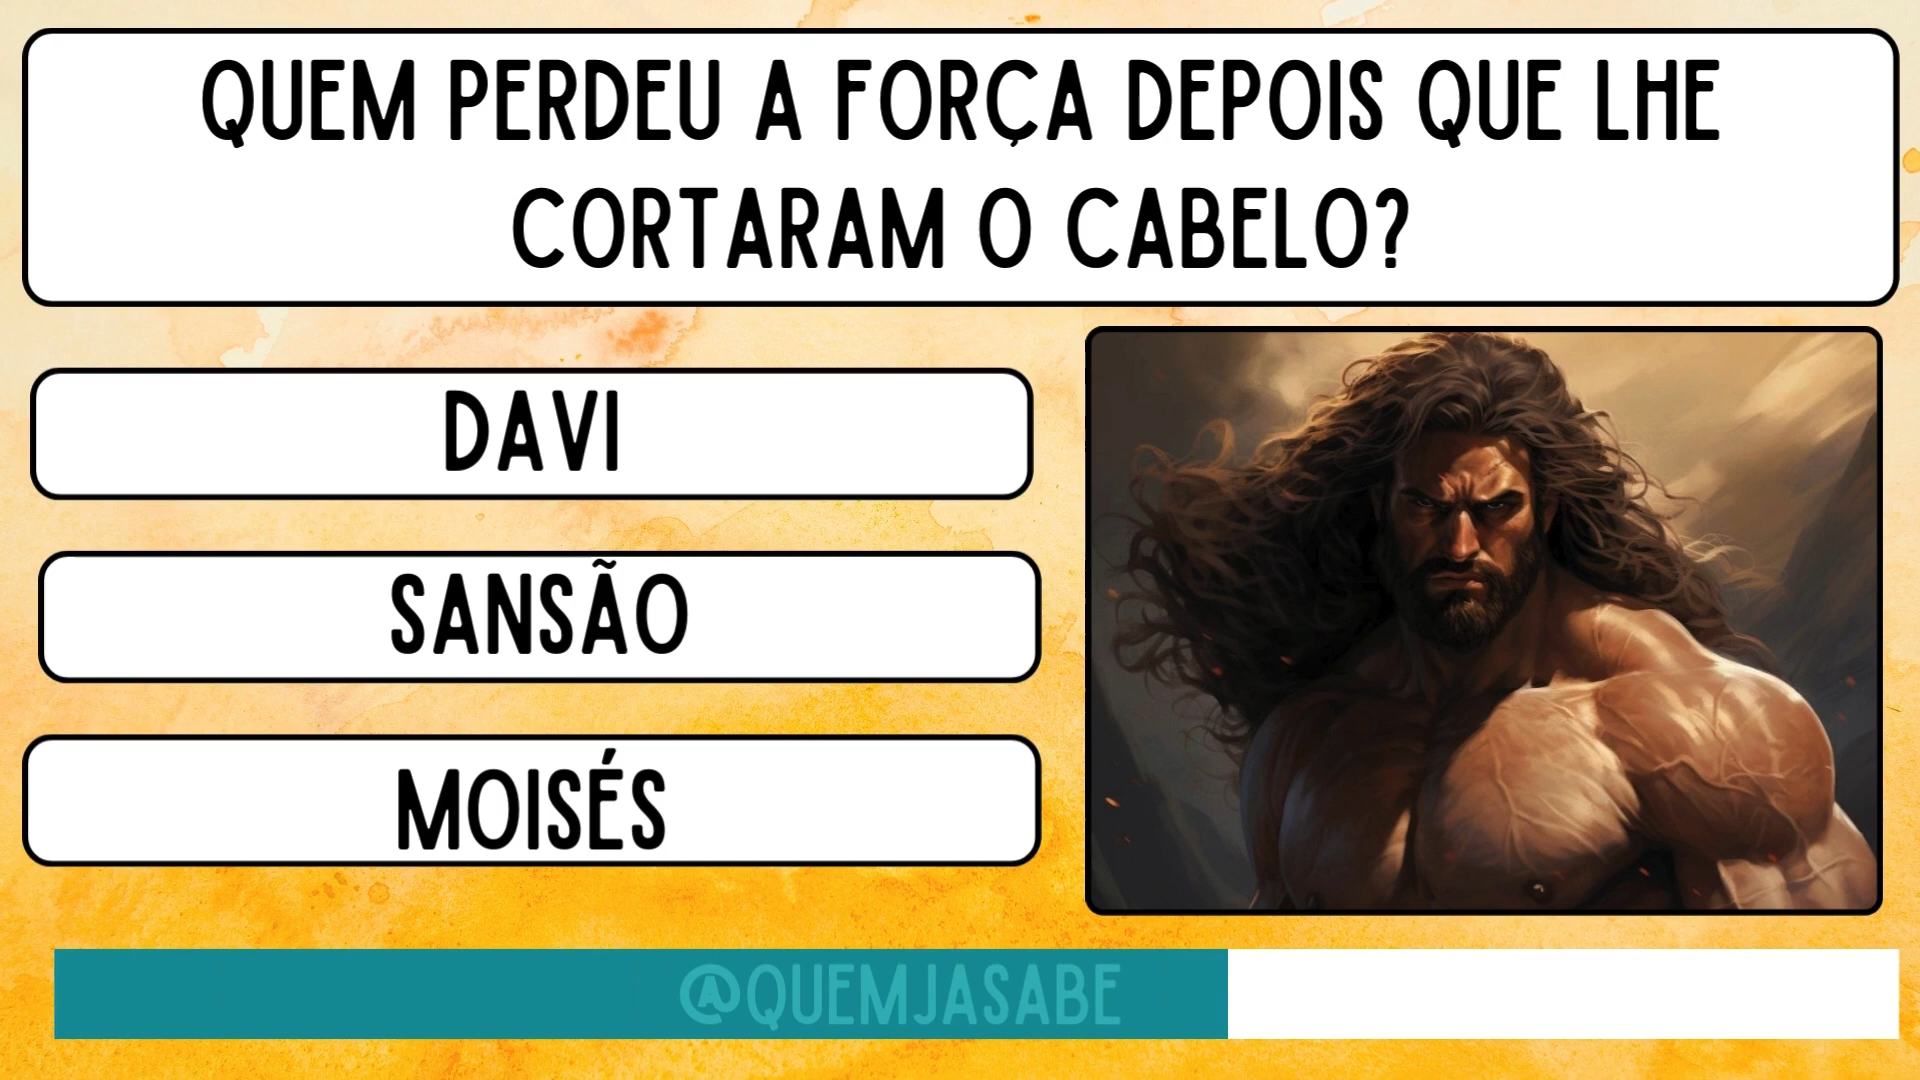 QUEM PERDEU A FORÇA DEPOIS QUE LHE
CORTARAM O CABELO?
DAVI
SANSÃO
MOISÉS
@QUEMJASABE